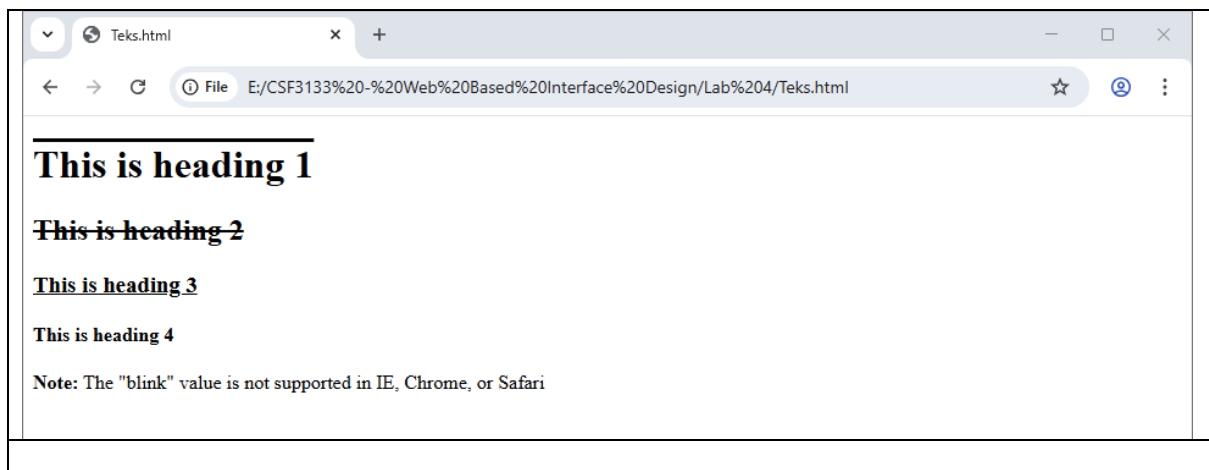 Teks.html
File E:/CSF3133%20-%20Web%20Based%20Interface%20Design/Lab%204/Teks.html
This is heading 1
This is heading 2
This is heading 3
This is heading 4
Note: The "blink" value is not supported in IE, Chrome, or Safari